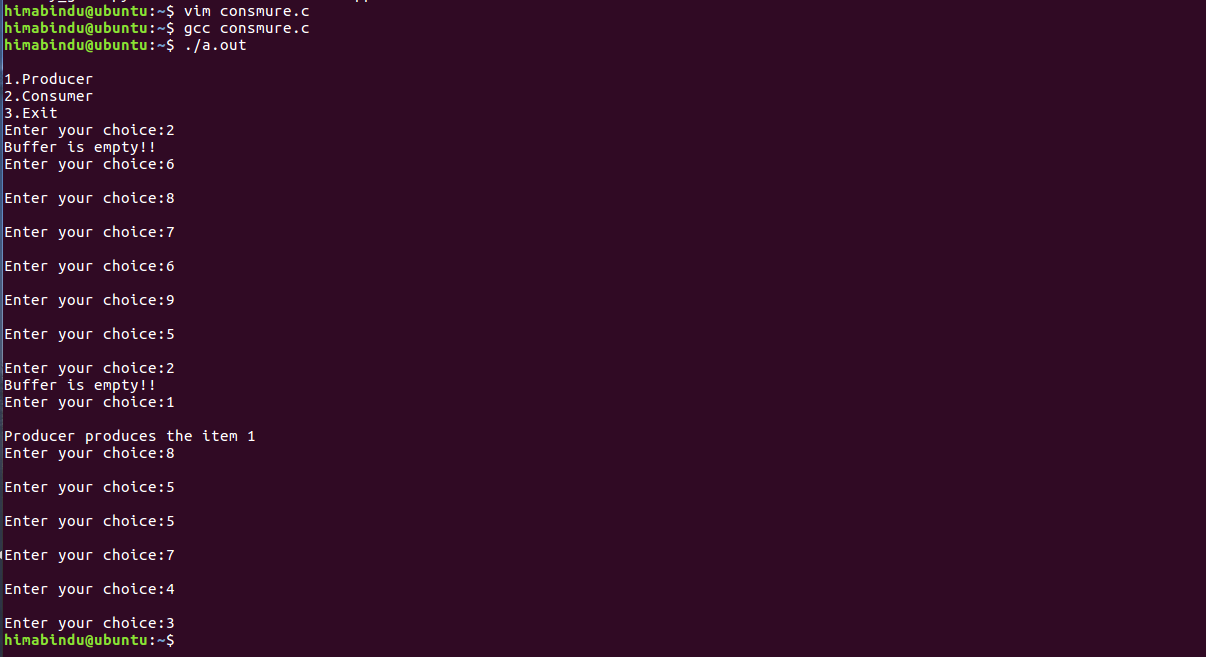 himabindu@ubuntu:~$ vim consmure.c
himabindu@ubuntu:~$ gcc consmure.c
himabindu@ubuntu:~$ ./a.out
1.Producer
2.Consumer
3.Exit
Enter your choice:2
Buffer is empty!!
Enter your choice:6
Enter your choice:8
Enter your choice:7
Enter your choice:6
Enter your choice:9
Enter your choice:5
Enter your choice:2
Buffer is empty!!
Enter your choice:1
Producer produces the item 1
Enter your choice:8
Enter your choice:5
Enter your choice:5
Enter your choice:7
Enter your choice:4
Enter your choice:3
himabindu@ubuntu:~$